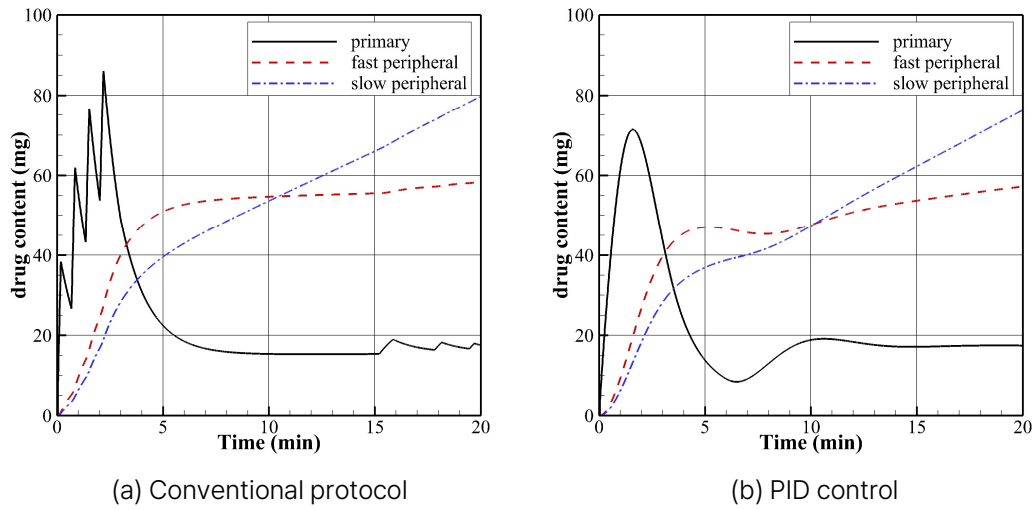 100
80
60
40
20
0
drug content (mg)
primary
fast peripheral
slow peripheral
0
5
10
15
20
Time (min)
(a) Conventional protocol
100
80
60
40
20
0
drug content (mg)
primary
fast peripheral
slow peripheral
0
5
10
15
20
Time (min)
(b) PID control